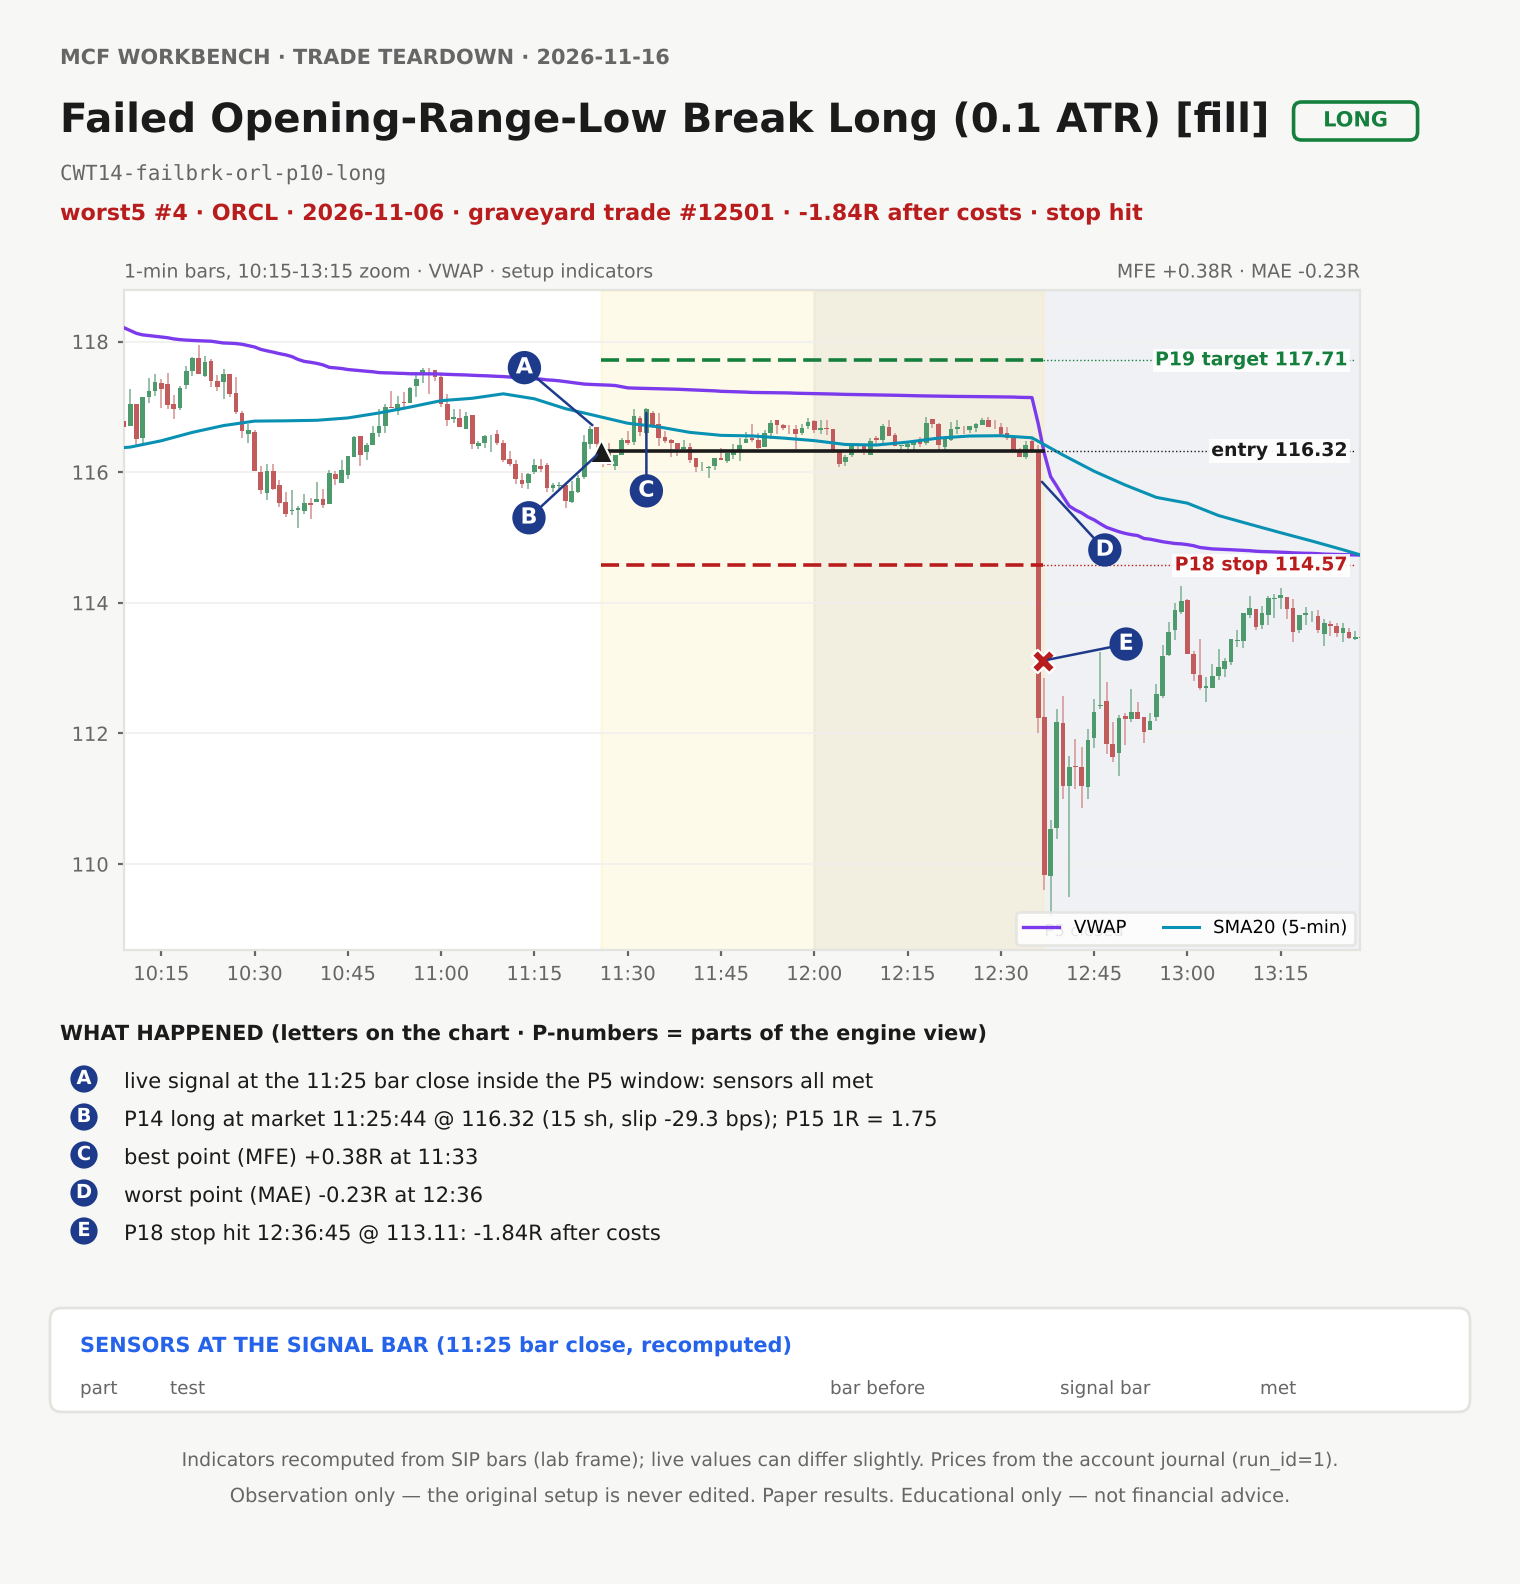 MCF WORKBENCH · TRADE TEARDOWN · 2026-11-16
Failed Opening-Range-Low Break Long (0.1 ATR) [fill]
LONG
CWT14-failbrk-orl-p10-long
worst5 #4 · ORCL · 2026-11-06 · graveyard trade #12501 · -1.84R after costs · stop hit
1-min bars, 10:15-13:15 zoom · VWAP · setup indicators
MFE +0.38R · MAE -0.23R
118
116
114
112
110
A
B
C
D
E
P19 target 117.71
entry 116.32
P18 stop 114.57
VWAP
SMA20 (5-min)
10:15 10:30 10:45 11:00 11:15 11:30 11:45 12:00 12:15 12:30 12:45 13:00 13:15
WHAT HAPPENED (letters on the chart · P-numbers = parts of the engine view)
A live signal at the 11:25 bar close inside the P5 window: sensors all met
B P14 long at market 11:25:44 @ 116.32 (15 sh, slip -29.3 bps); P15 1R = 1.75
C best point (MFE) +0.38R at 11:33
D worst point (MAE) -0.23R at 12:36
E P18 stop hit 12:36:45 @ 113.11: -1.84R after costs
SENSORS AT THE SIGNAL BAR (11:25 bar close, recomputed)
part test bar before signal bar met
Indicators recomputed from SIP bars (lab frame); live values can differ slightly. Prices from the account journal (run_id=1).
Observation only — the original setup is never edited. Paper results. Educational only — not financial advice.